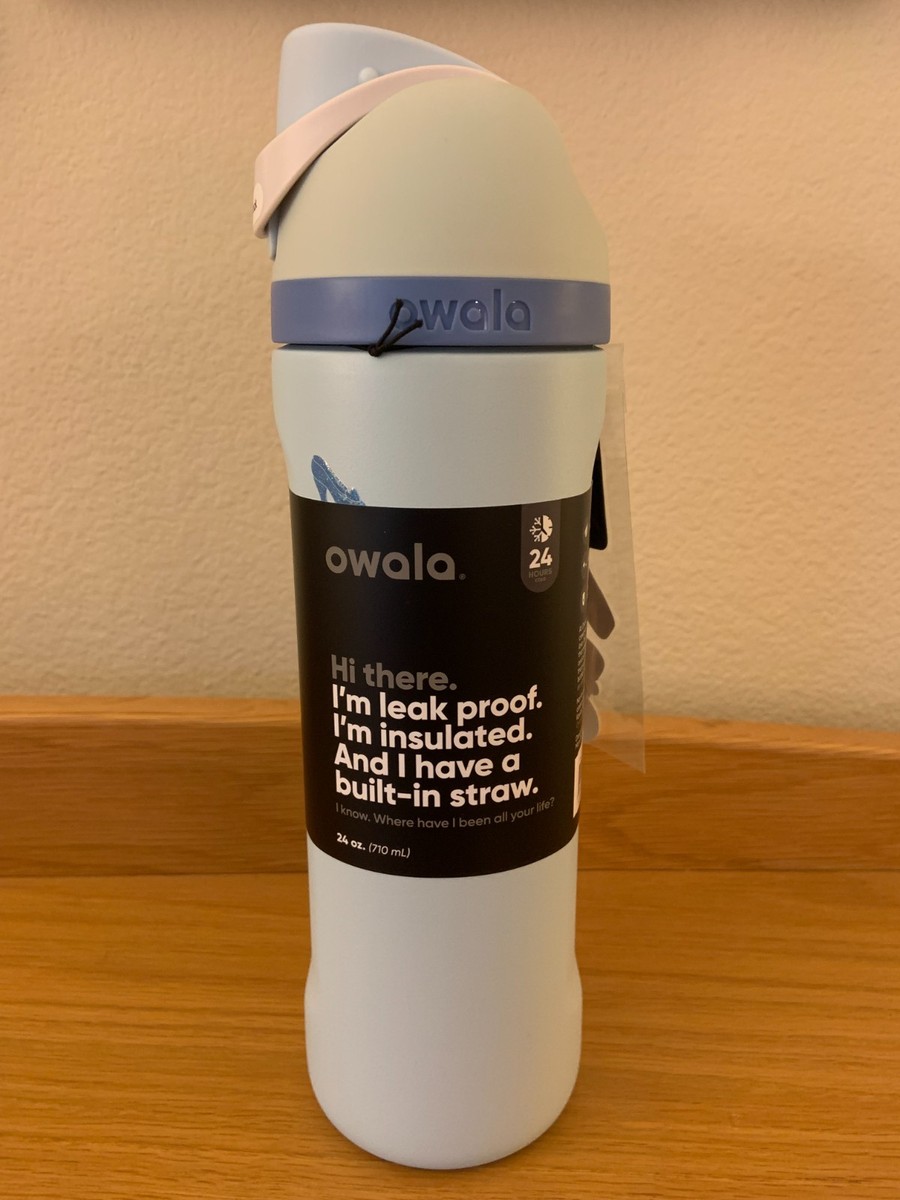 owala
owala.
24
HOURS
COLD
Hi there.
I'm leak proof.
I'm insulated.
And I have a
built-in straw.
I know. Where have I been all your life?
24 oz. (710 mL)